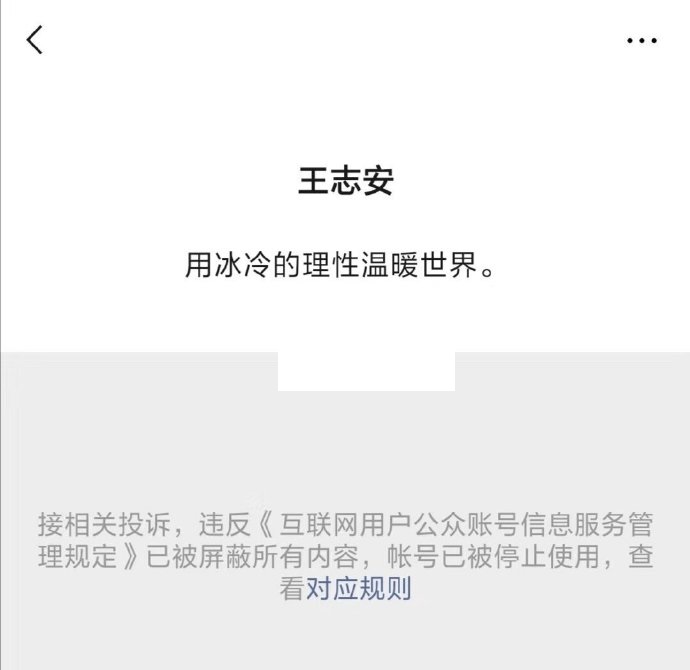 王志安
用冰冷的理性温暖世界。
接相关投诉，违反《互联网用户公众账号信息服务管
理规定》已被屏蔽所有内容，帐号已被停止使用，查
看对应规则